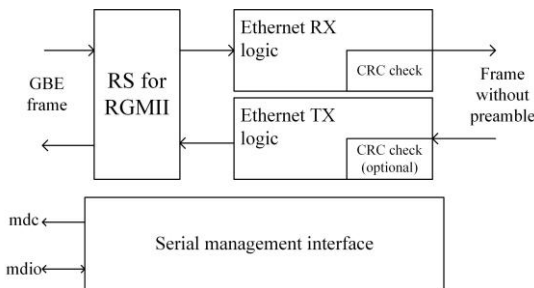 GBE
frame
RS for
RGMII
Ethernet RX
logic
CRC check
Ethernet TX
logic
CRC check
(optional)
Frame
without
preamble
mdc
mdio
Serial management interface